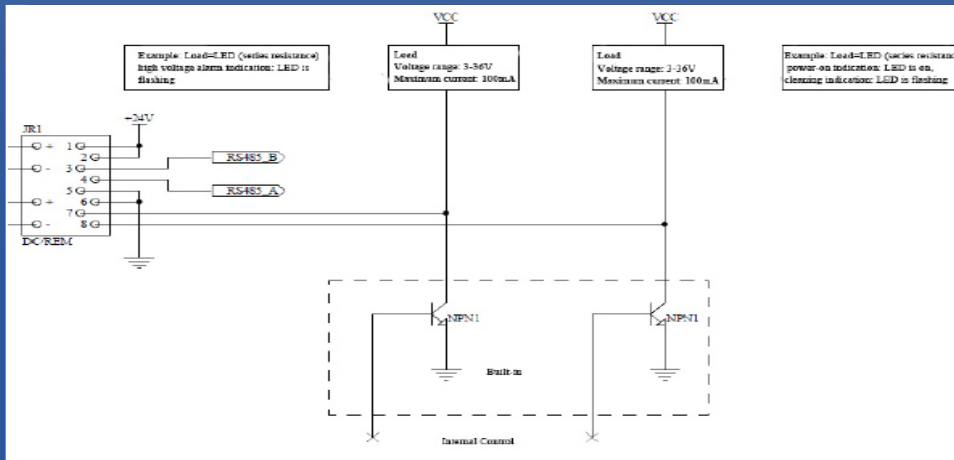 VCC
VCC
Example: Load=LED (series resistance)
high voltage alarm indication: LED is
flashing
Load
Voltage range: 3-36V
Maximum current: 100mA
Load
Voltage range: 3-36V
Maximum current: 100mA
Example: Load=LED (series resistance
power-on indication: LED is on,
cleaning indication: LED is flashing
JR1
+24V
+ 1
2
- 3
4
5
+ 6
7
- 8
RS485_B
RS485_A
DC/REM
NPN1
NPN1
Built-in
Internal Control